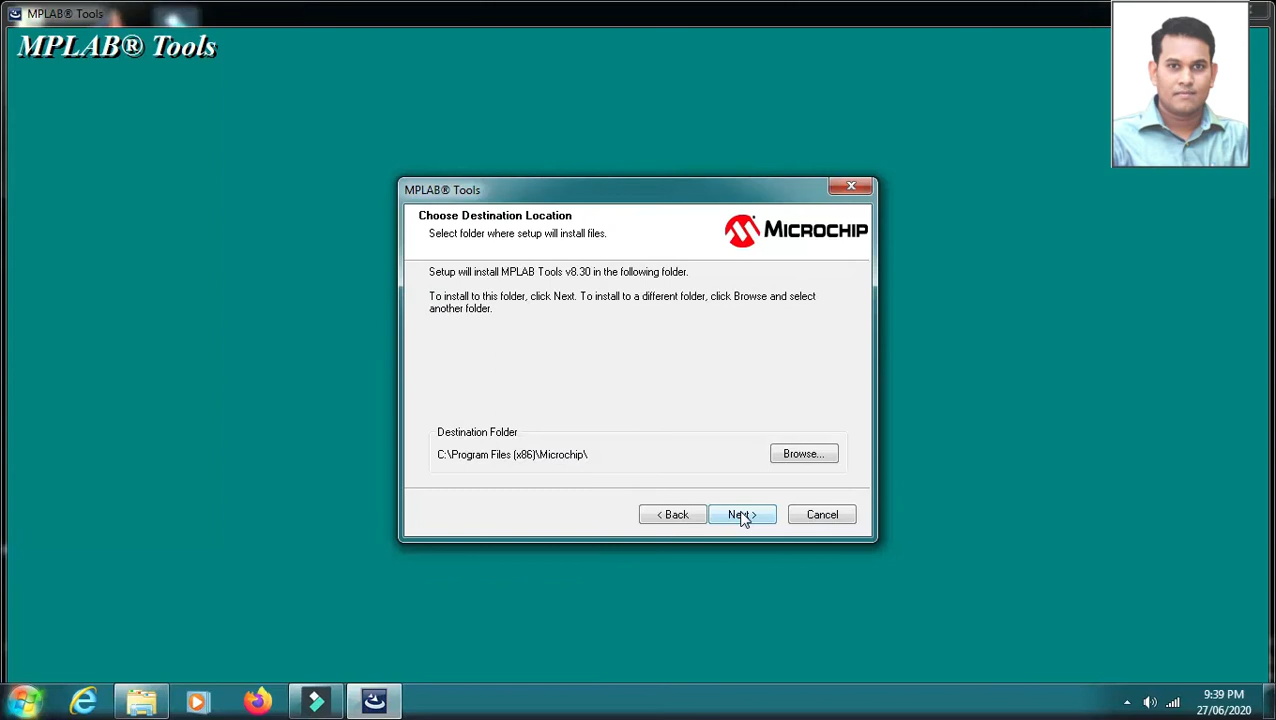 MPLAB® Tools
MPLAB® Tools
MPLAB® Tools
Choose Destination Location
Select folder where setup will install files.
MICROCHIP
Setup will install MPLAB Tools v8.30 in the following folder.
To install to this folder, click Next. To install to a different folder, click Browse and select
another folder.
Destination Folder
C:\Program Files (x86)\Microchip\
Browse...
< Back
Next >
Cancel
9:39 PM
27/06/2020